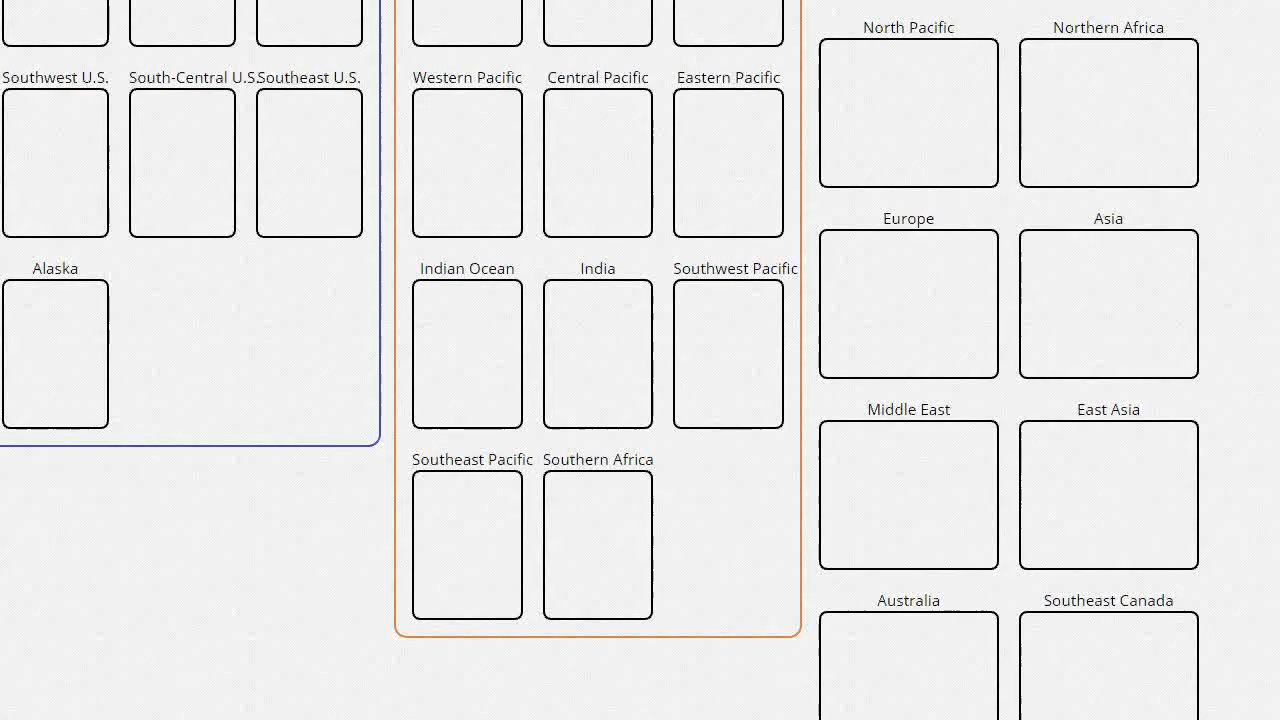 North Pacific
Northern Africa
Southwest U.S.
South-Central U.S.
Southeast U.S.
Western Pacific
Central Pacific
Eastern Pacific
Europe
Asia
Alaska
Indian Ocean
India
Southwest Pacific
Middle East
East Asia
Southeast Pacific
Southern Africa
Australia
Southeast Canada